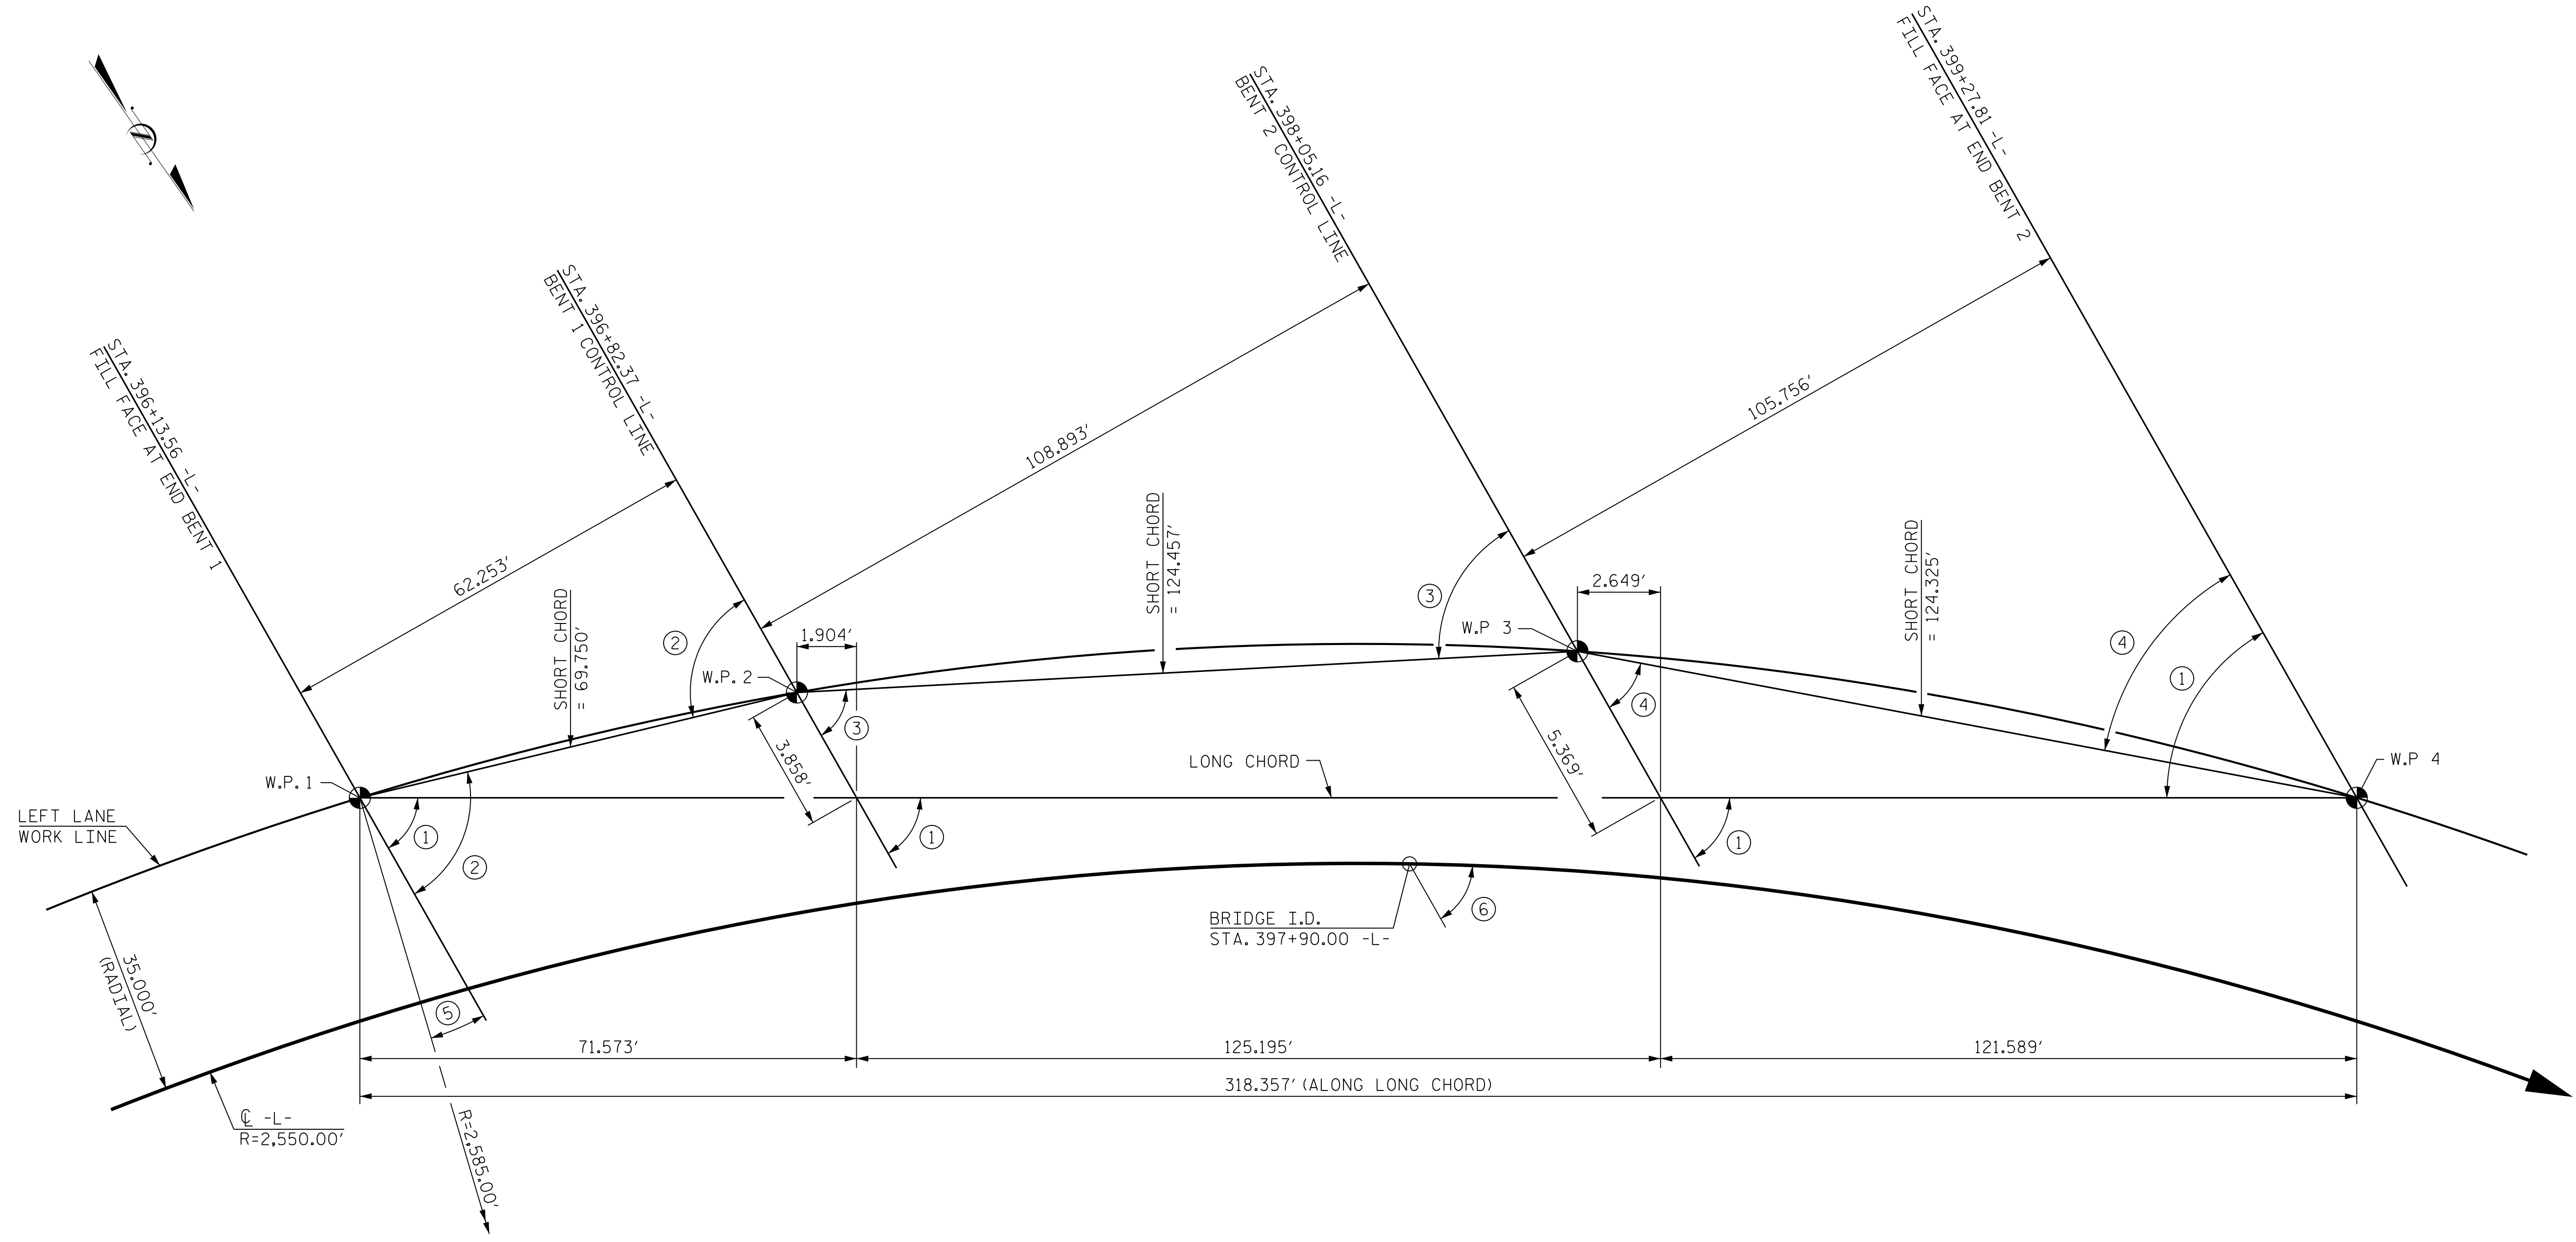 STA. 399+27.81 -L-
FILL FACE AT END BENT 2
STA. 398+05.16 -L-
BENT 2 CONTROL LINE
STA. 396+82.37 -L-
BENT 1 CONTROL LINE
STA. 396+13.56 -L-
FILL FACE AT END BENT 1
105.756'
108.893'
62.253'
SHORT CHORD
= 69.750'
SHORT CHORD
= 124.457'
SHORT CHORD
= 124.325'
2.649'
1.904'
3
W.P 3
2
W.P. 2
4
1
4
3
3.858'
5.369'
W.P. 1
LONG CHORD
W.P 4
LEFT LANE
WORK LINE
1
2
1
1
6
BRIDGE I.D.
STA. 397+90.00 -L-
35.000'
(RADIAL)
5
71.573'
125.195'
121.589'
318.357' (ALONG LONG CHORD)
℄ -L-
R=2,550.00'
R=2,585.00'